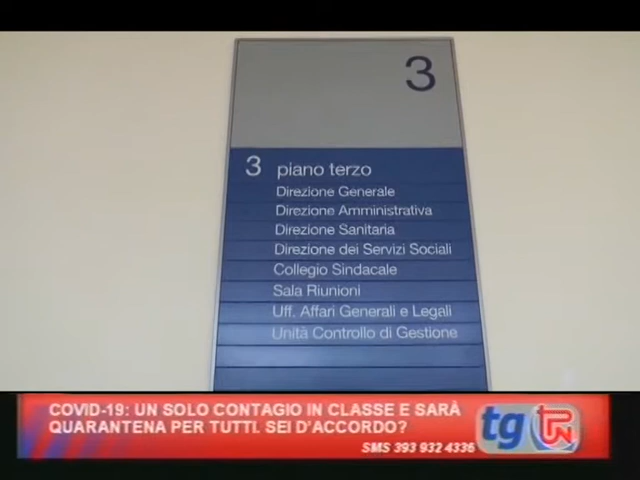 3
3 piano terzo
Direzione Generale
Direzione Amministrativa
Direzione Sanitaria
Direzione dei Servizi Sociali
Collegio Sindacale
Sala Riunioni
Uff. Affari Generali e Legali
Unità Controllo di Gestione
COVID-19: UN SOLO CONTAGIO IN CLASSE E SARÀ
QUARANTENA PER TUTTI. SEI D'ACCORDO?
SMS 393 932 4336
tg